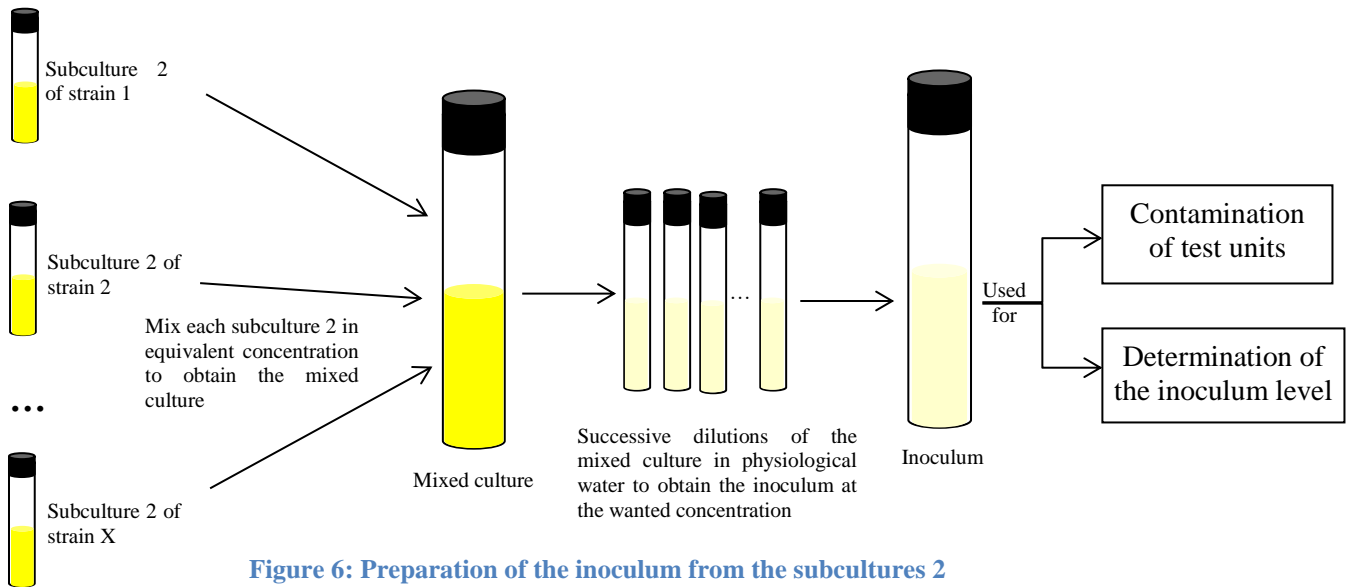 Subculture 2
of strain 1
Subculture 2 of
strain 2
Mix each subculture 2 in
equivalent concentration
to obtain the mixed
culture
...
Subculture 2 of
strain X
Mixed culture
...
Successive dilutions of the
mixed culture in physiological
water to obtain the inoculum at
the wanted concentration
Inoculum
Used
for
Contamination
of test units
Determination of
the inoculum level
Figure 6: Preparation of the inoculum from the subcultures 2